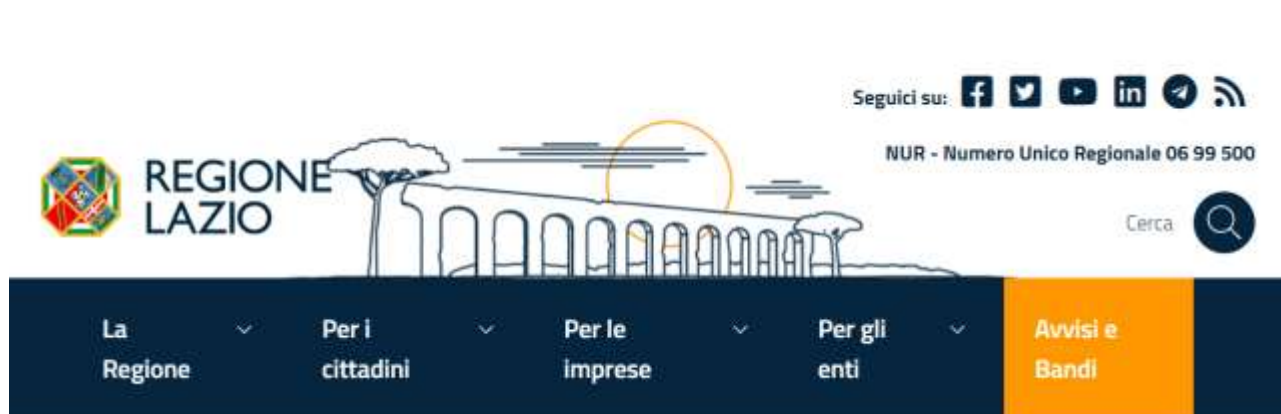 Seguici su:
NUR - Numero Unico Regionale 06 99 500
REGIONE
LAZIO
Cerca
La
Regione
Per i
cittadini
Per le
imprese
Per gli
enti
Avvisi e
Bandi